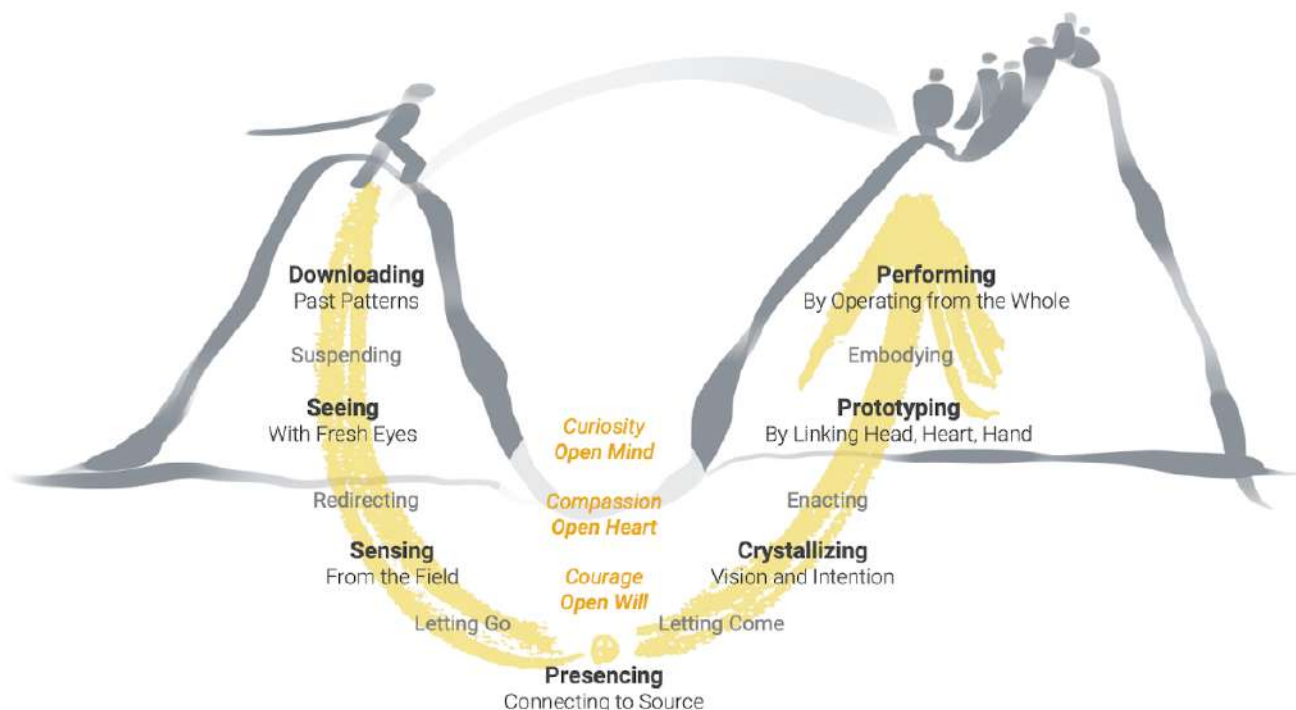 Downloading
Past Patterns
Suspending
Seeing
With Fresh Eyes
Redirecting
Sensing
From the Field
Letting Go
Curiosity
Open Mind
Compassion
Open Heart
Courage
Open Will
Presencing
Connecting to Source
Performing
By Operating from the Whole
Embodying
Prototyping
By Linking Head, Heart, Hand
Enacting
Crystallizing
Vision and Intention
Letting Come